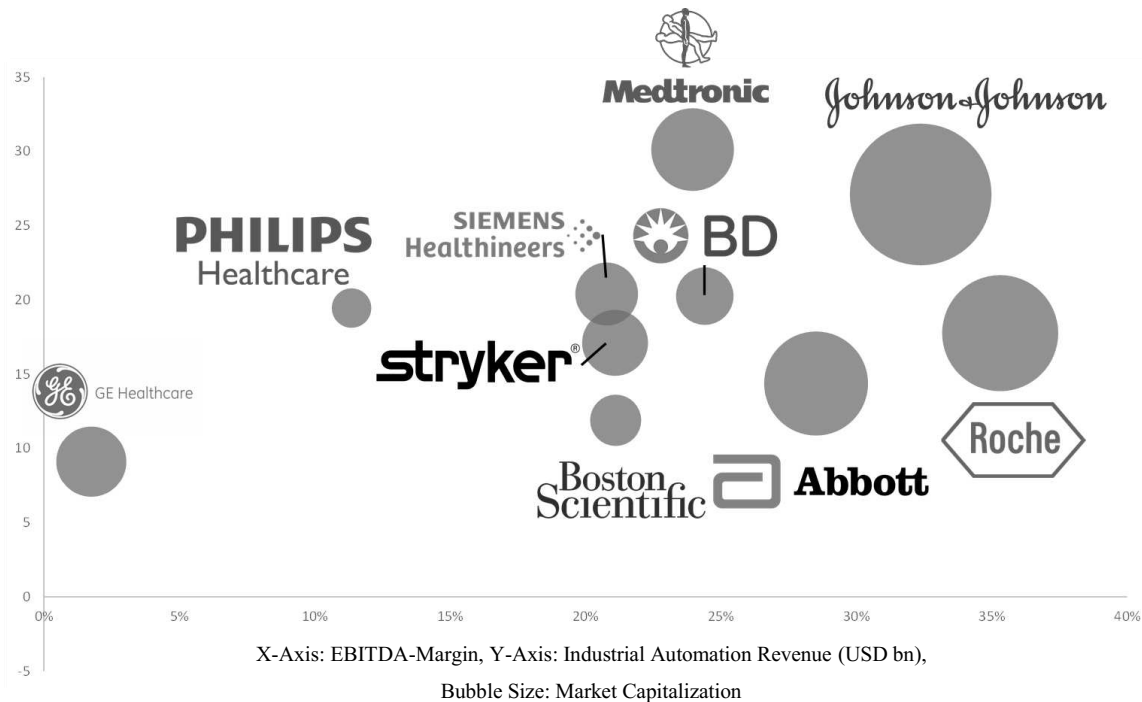 35
Medtronic
Johnson & Johnson
30
25
SIEMENS
Healthineers
BD
PHILIPS
Healthcare
20
stryker®
15
GE
GE Healthcare
Roche
10
Boston
Scientific
Abbott
5
0
0% 5% 10% 15% 20% 25% 30% 35% 40%
X-Axis: EBITDA-Margin, Y-Axis: Industrial Automation Revenue (USD bn),
-5
Bubble Size: Market Capitalization